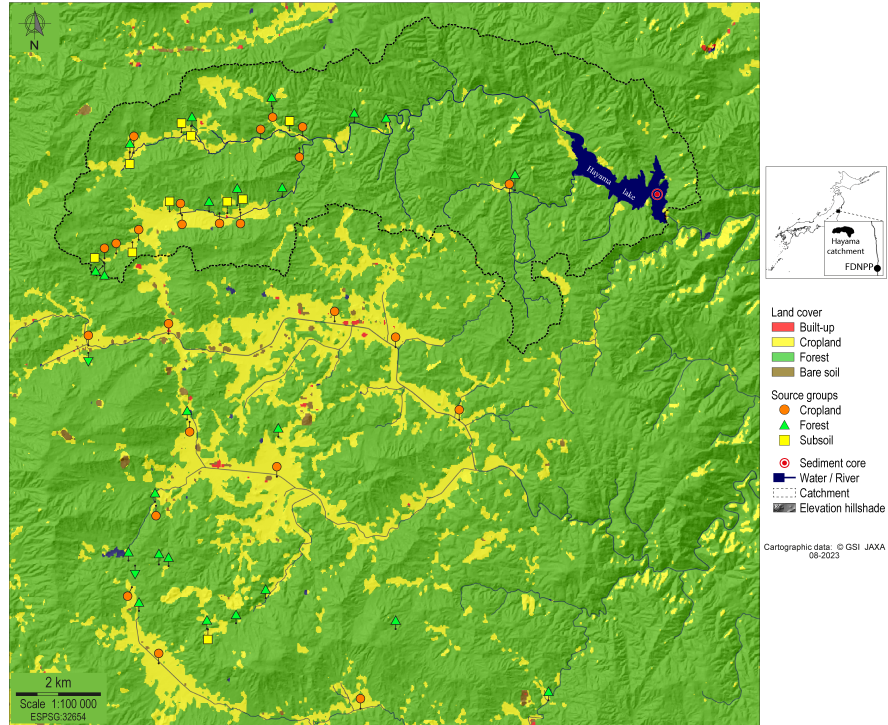 N
Hayama
lake
2 km
Scale 1:100 000
ESPSG:32654
Hayama
catchment
FDNPP
Land cover
Built-up
Cropland
Forest
Bare soil
Source groups
Cropland
Forest
Subsoil
Sediment core
Water / River
Catchment
Elevation hillshade
Cartographic data: © GSI JAXA
08-2023